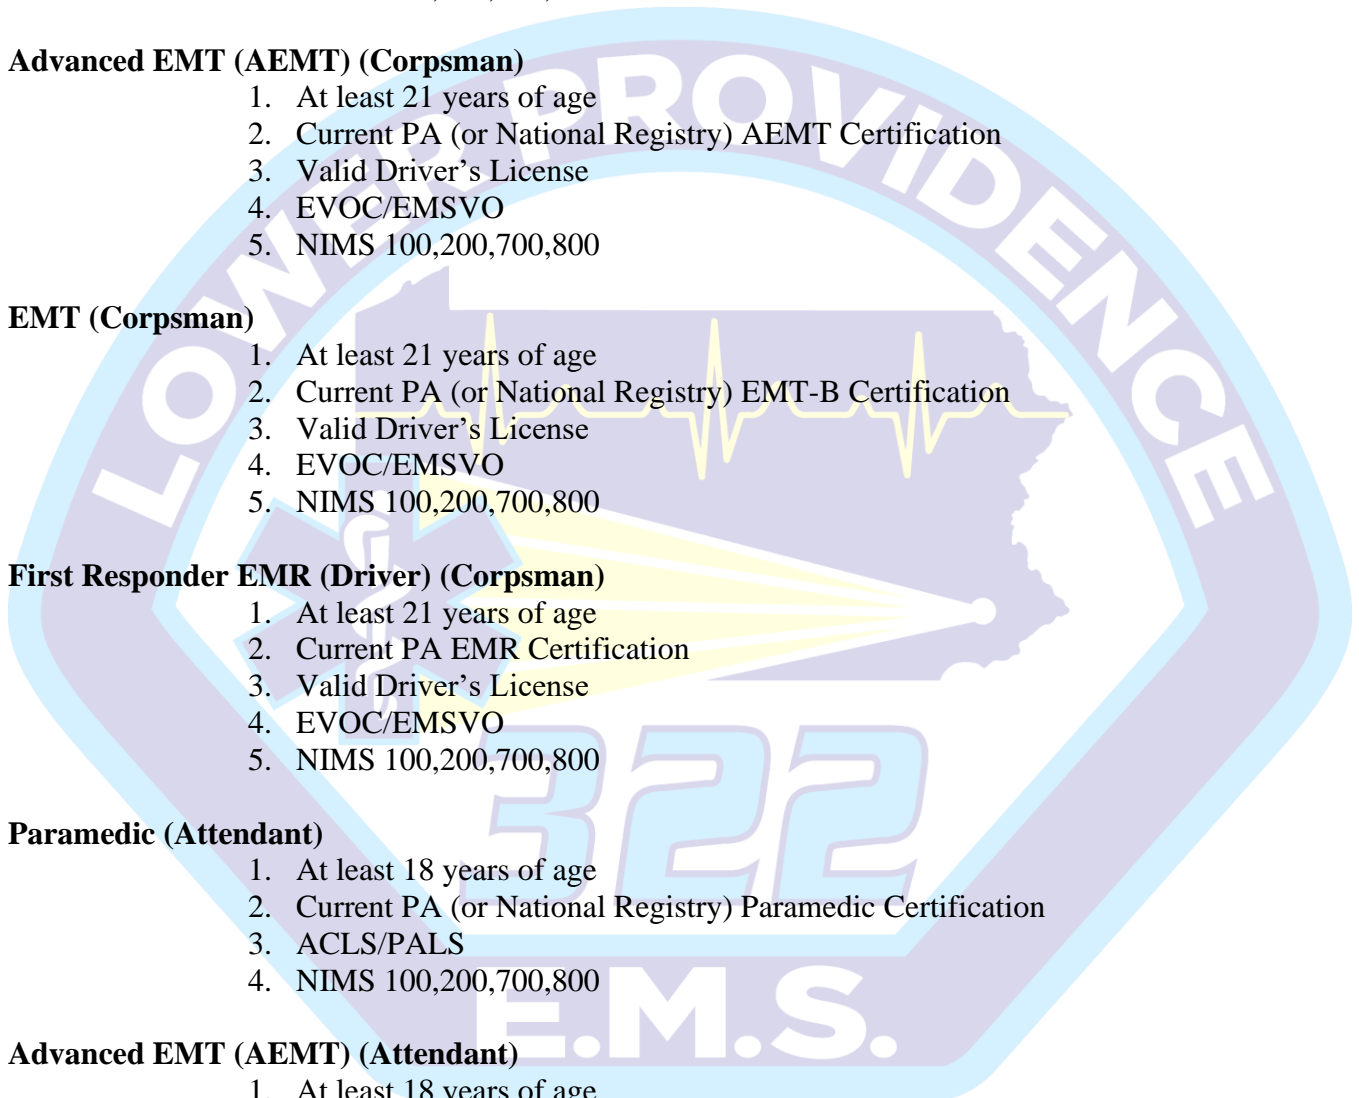 Advanced EMT (AEMT) (Corpsman)
1. At least 21 years of age
2. Current PA (or National Registry) AEMT Certification
3. Valid Driver’s License
4. EVOC/EMSVO
5. NIMS 100,200,700,800
EMT (Corpsman)
1. At least 21 years of age
2. Current PA (or National Registry) EMT-B Certification
3. Valid Driver’s License
4. EVOC/EMSVO
5. NIMS 100,200,700,800
First Responder EMR (Driver) (Corpsman)
1. At least 21 years of age
2. Current PA EMR Certification
3. Valid Driver’s License
4. EVOC/EMSVO
5. NIMS 100,200,700,800
Paramedic (Attendant)
1. At least 18 years of age
2. Current PA (or National Registry) Paramedic Certification
3. ACLS/PALS
4. NIMS 100,200,700,800
Advanced EMT (AEMT) (Attendant)
1. At least 18 years of age
LOWER PROVIDENCE
322
E.M.S.